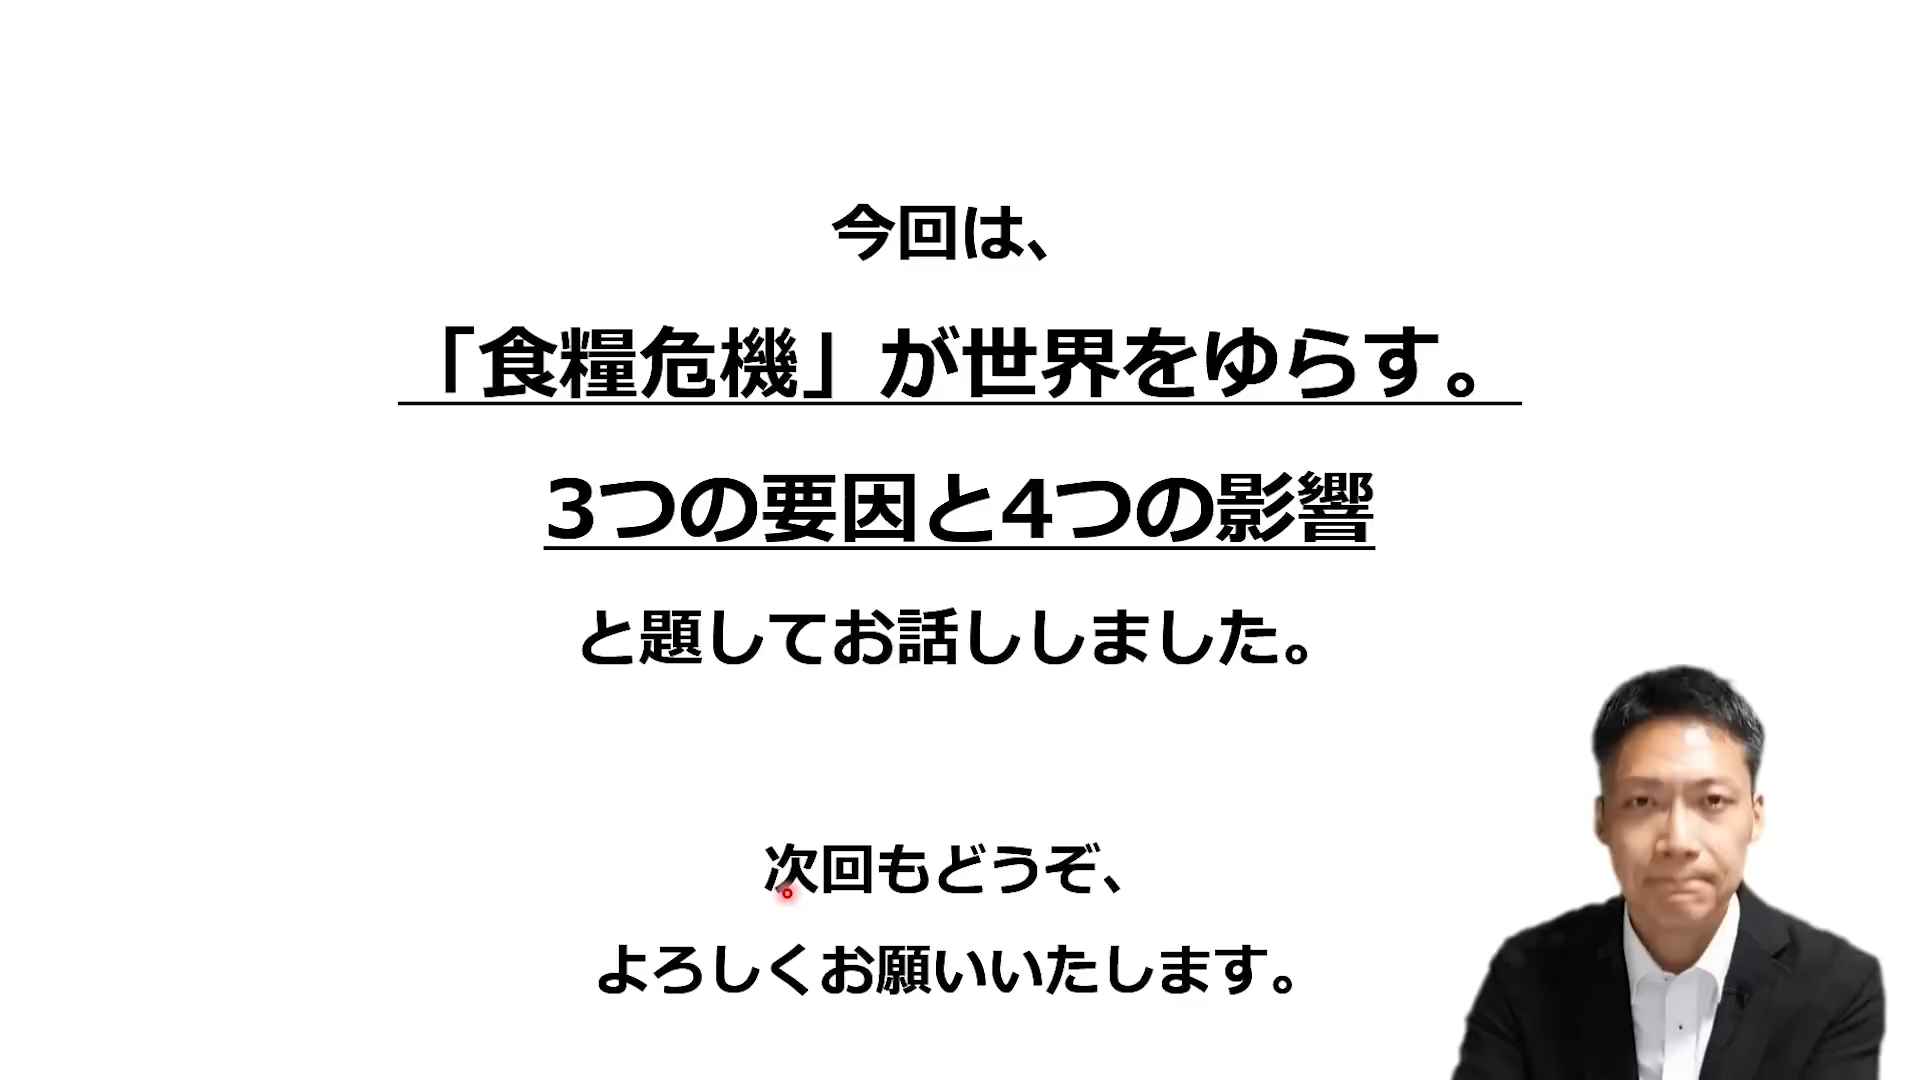 今回は、
「食糧危機」が世界をゆらす。
3つの要因と4つの影響
と題してお話ししました。
次回もどうぞ、
よろしくお願いいたします。